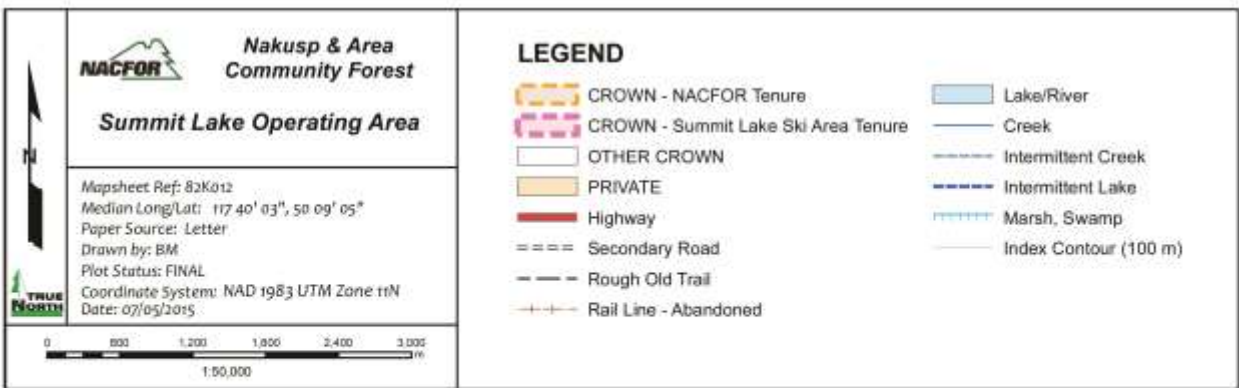 NACFOR
Nakusp & Area
Community Forest
Summit Lake Operating Area
N
TRUE
NORTH
Mapsheet Ref: 82K012
Median Long/Lat: 117 40' 03", 50 09' 05"
Paper Source: Letter
Drawn by: BM
Plot Status: FINAL
Coordinate System: NAD 1983 UTM Zone 11N
Date: 07/05/2015
0 600 1,200 1,800 2,400 3,000
m
1:50,000
LEGEND
CROWN - NACFOR Tenure
CROWN - Summit Lake Ski Area Tenure
OTHER CROWN
PRIVATE
Highway
Secondary Road
Rough Old Trail
Rail Line - Abandoned
Lake/River
Creek
Intermittent Creek
Intermittent Lake
Marsh, Swamp
Index Contour (100 m)